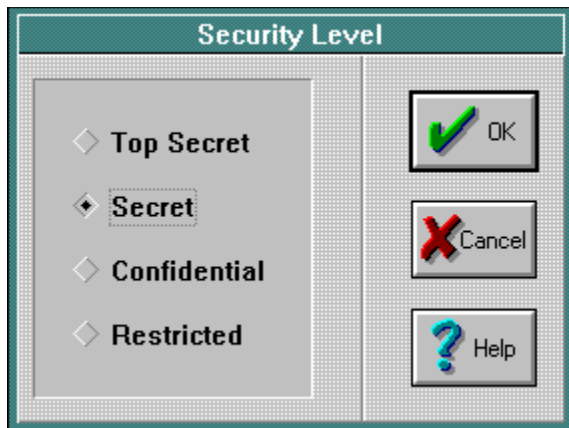 Security Level
Top Secret
Secret
Confidential
Restricted
OK
Cancel
Help